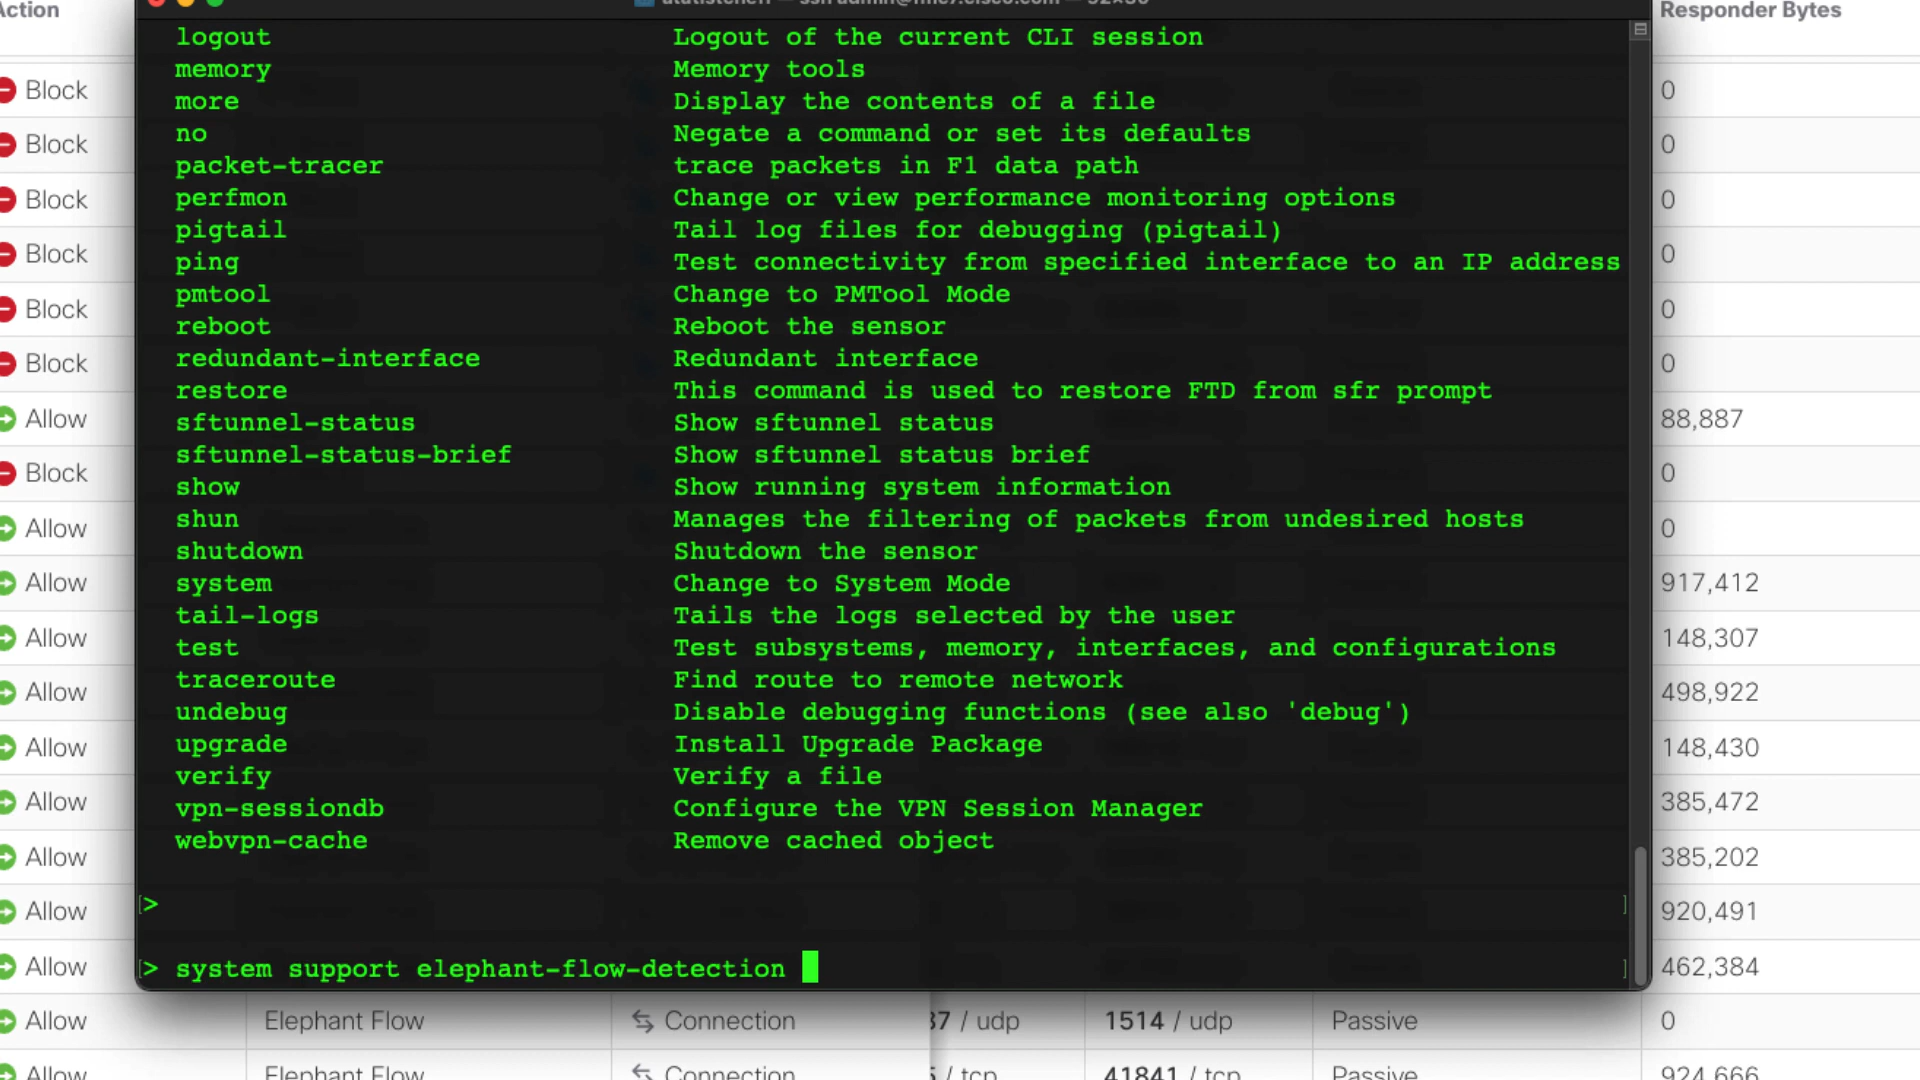 Action
Responder Bytes
logout Logout of the current CLI session
memory Memory tools
Block 0
more Display the contents of a file
no Negate a command or set its defaults
Block 0
packet-tracer trace packets in F1 data path
perfmon Change or view performance monitoring options
Block 0
pigtail Tail log files for debugging (pigtail)
Block 0
ping Test connectivity from specified interface to an IP address
pmtool Change to PMTool Mode
Block 0
reboot Reboot the sensor
redundant-interface Redundant interface
Block 0
restore This command is used to restore FTD from sfr prompt
Allow 88,887
sftunnel-status Show sftunnel status
sftunnel-status-brief Show sftunnel status brief
Block 0
show Show running system information
shun Manages the filtering of packets from undesired hosts
Allow 0
shutdown Shutdown the sensor
system Change to System Mode
Allow 917,412
tail-logs Tails the logs selected by the user
Allow 148,307
test Test subsystems, memory, interfaces, and configurations
traceroute Find route to remote network
Allow 498,922
undebug Disable debugging functions (see also 'debug')
upgrade Install Upgrade Package
Allow 148,430
verify Verify a file
Allow 385,472
vpn-sessiondb Configure the VPN Session Manager
webvpn-cache Remove cached object
Allow 385,202
[> ]
Allow 920,491
[> system support elephant-flow-detection ]
Allow 462,384
Allow Elephant Flow Connection 37 / udp 1514 / udp Passive 0
Allow Elephant Flow Connection / tcp 41841 / tcp Passive 924,666